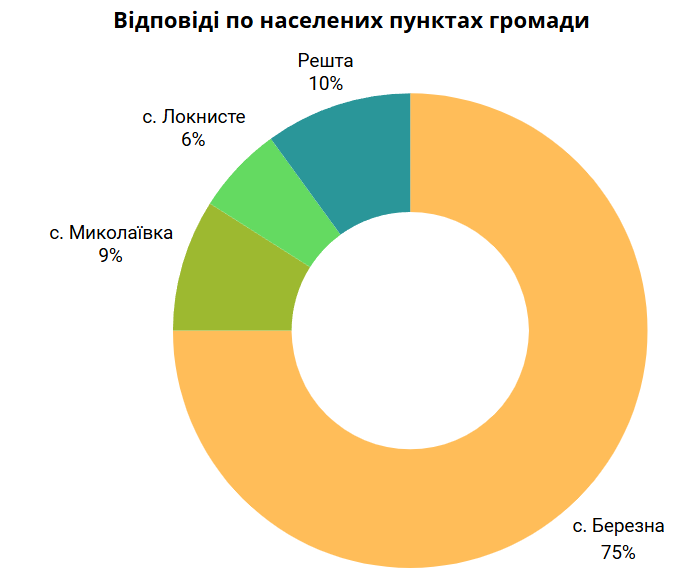 Відповіді по населених пунктах громади
Решта
10%
с. Локнисте
6%
с. Миколаївка
9%
с. Березна
75%